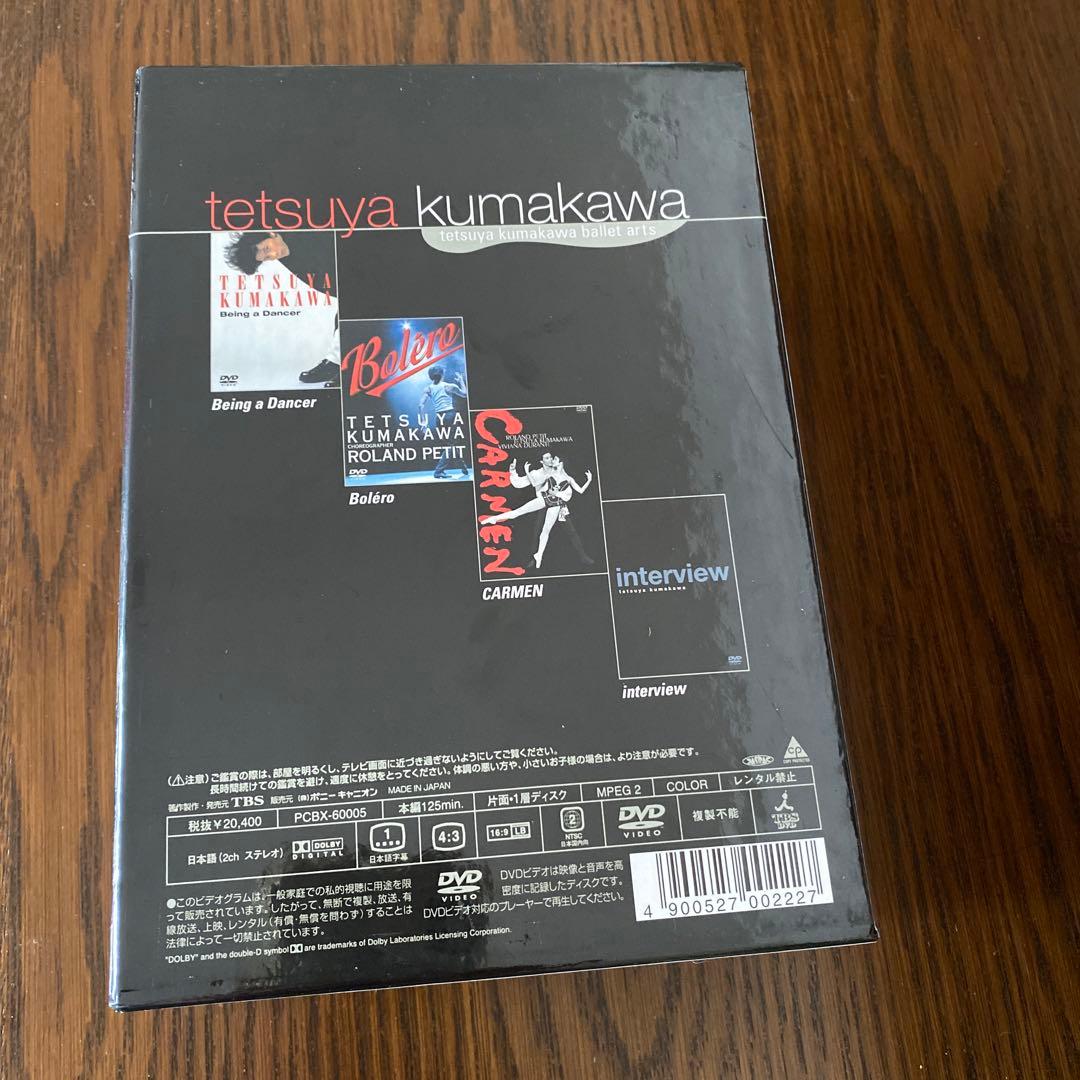 tetsuya kumakawa
tetsuya kumakawa ballet arts
TETSUYA
KUMAKAWA
Being a Dancer
DVD
VIDEO
Being a Dancer
Boléro
TETSUYA
KUMAKAWA
CHOREOGRAPHER
ROLAND PETIT
DVD
Boléro
CARMEN
ROLAND PETIT
TETSUYA KUMAKAWA
VIVIANA DURANTE
CARMEN
interview
tetsuya kumakawa
DVD
interview
(⚠注意)ご鑑賞の際は、部屋を明るくし、テレビ画面に近づき過ぎないようにしてご覧ください。
長時間続けての鑑賞を避け、適度に休憩をとってください。体調の悪い方や、小さいお子様の場合は、より注意が必要です。
著作製作・発売元 TBS 販売元 (株)ポニーキャニオン MADE IN JAPAN
COPY PROTECTED
税抜¥20,400 PCBX-60005 本編125min. 片面・1層ディスク MPEG 2 COLOR レンタル禁止
日本語(2ch ステレオ) DOLBY DIGITAL 1 日本語字幕 4:3 16:9 LB 2 NTSC 日本国内向 DVD VIDEO 複製不能 TBS DVD
●このビデオグラムは、一般家庭での私的視聴に用途を限
って販売されています。したがって、無断で複製、放送、有
線放送、上映、レンタル(有償・無償を問わず)することは
法律によって一切禁止されています。
"DOLBY" and the double-D symbol are trademarks of Dolby Laboratories Licensing Corporation.
DVD VIDEO
DVDビデオは映像と音声を高
密度に記録したディスクです。
DVDビデオ対応のプレーヤーで再生してください。
4 900527 002227